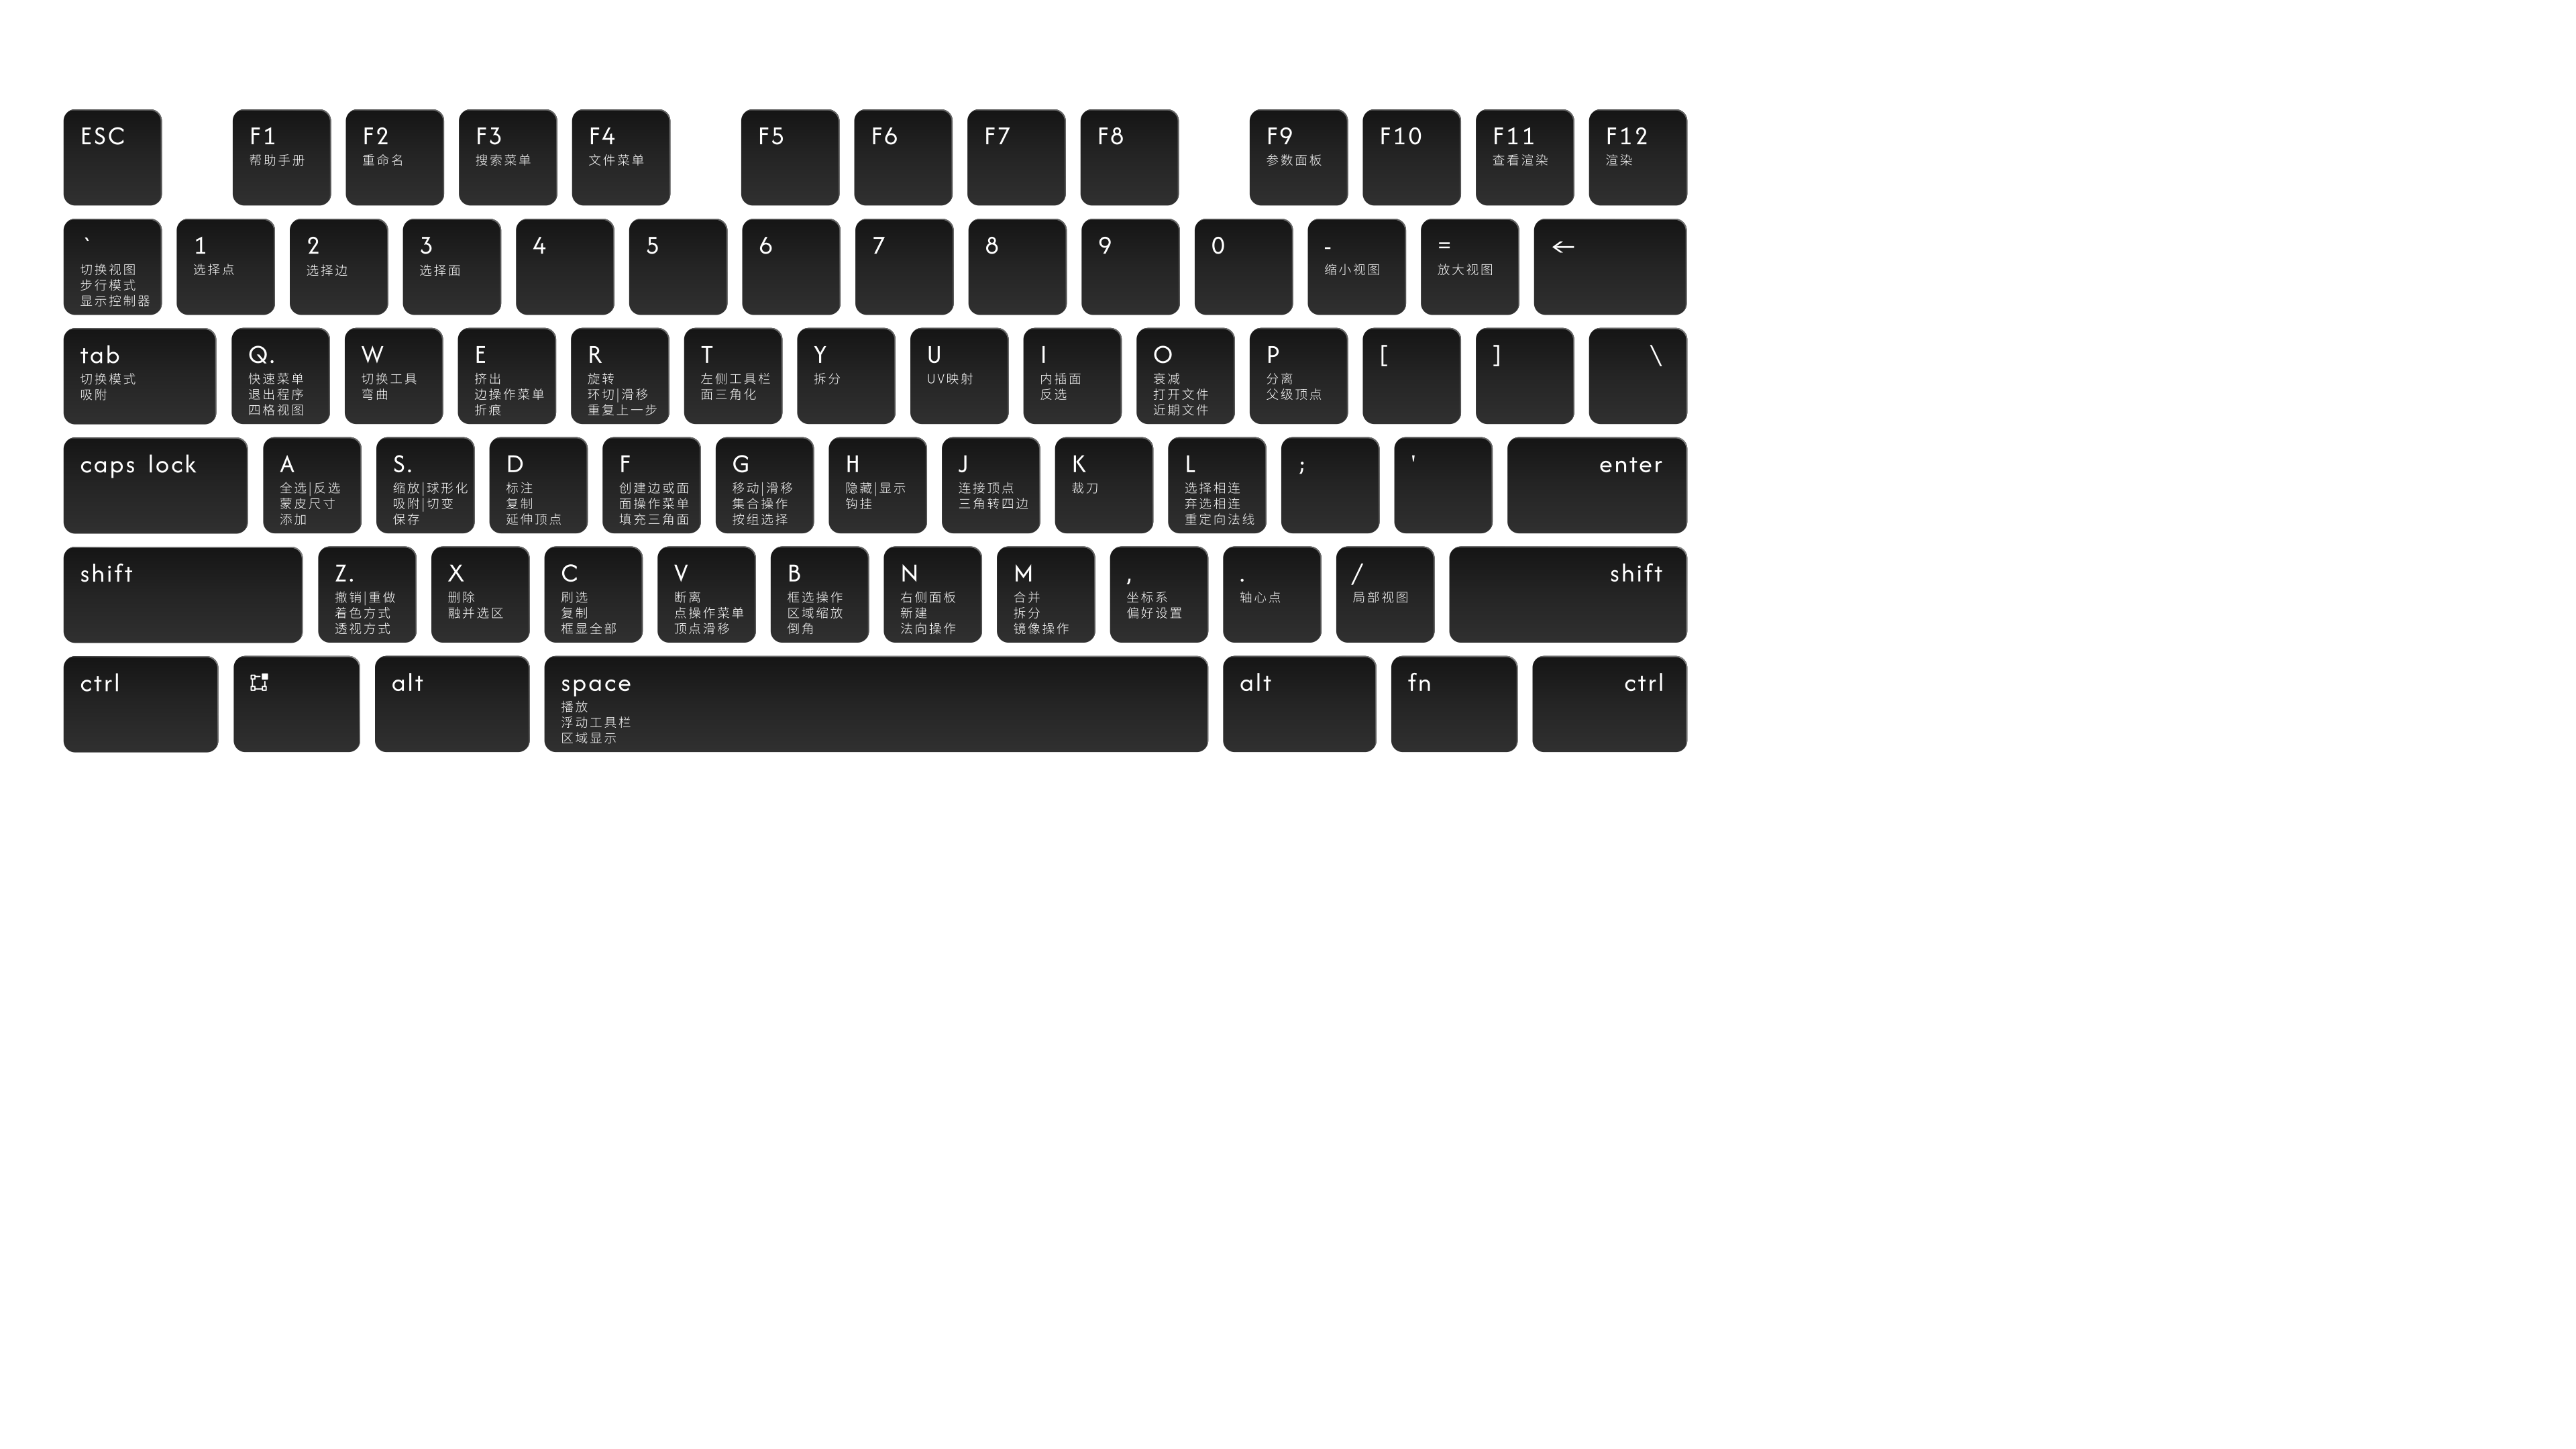 ESC
F1
帮助手册
F2
重命名
F3
搜索菜单
F4
文件菜单
F5
F6
F7
F8
F9
参数面板
F10
F11
查看渲染
F12
渲染
`
切换视图
步行模式
显示控制器
1
选择点
2
选择边
3
选择面
4
5
6
7
8
9
0
-
缩小视图
=
放大视图
←
tab
切换模式
吸附
Q.
快速菜单
退出程序
四格视图
W
切换工具
弯曲
E
挤出
边操作菜单
折痕
R
旋转
环切|滑移
重复上一步
T
左侧工具栏
面三角化
Y
拆分
U
UV映射
I
内插面
反选
O
衰减
打开文件
近期文件
P
分离
父级顶点
[
]
\
caps lock
A
全选|反选
蒙皮尺寸
添加
S.
缩放|球形化
吸附|切变
保存
D
标注
复制
延伸顶点
F
创建边或面
面操作菜单
填充三角面
G
移动|滑移
集合操作
按组选择
H
隐藏|显示
钩挂
J
连接顶点
三角转四边
K
裁刀
L
选择相连
弃选相连
重定向法线
;
'
enter
shift
Z.
撤销|重做
着色方式
透视方式
X
删除
融并选区
C
刷选
复制
框显全部
V
断离
点操作菜单
顶点滑移
B
框选操作
区域缩放
倒角
N
右侧面板
新建
法向操作
M
合并
拆分
镜像操作
,
坐标系
偏好设置
.
轴心点
/
局部视图
shift
ctrl
alt
space
播放
浮动工具栏
区域显示
alt
fn
ctrl